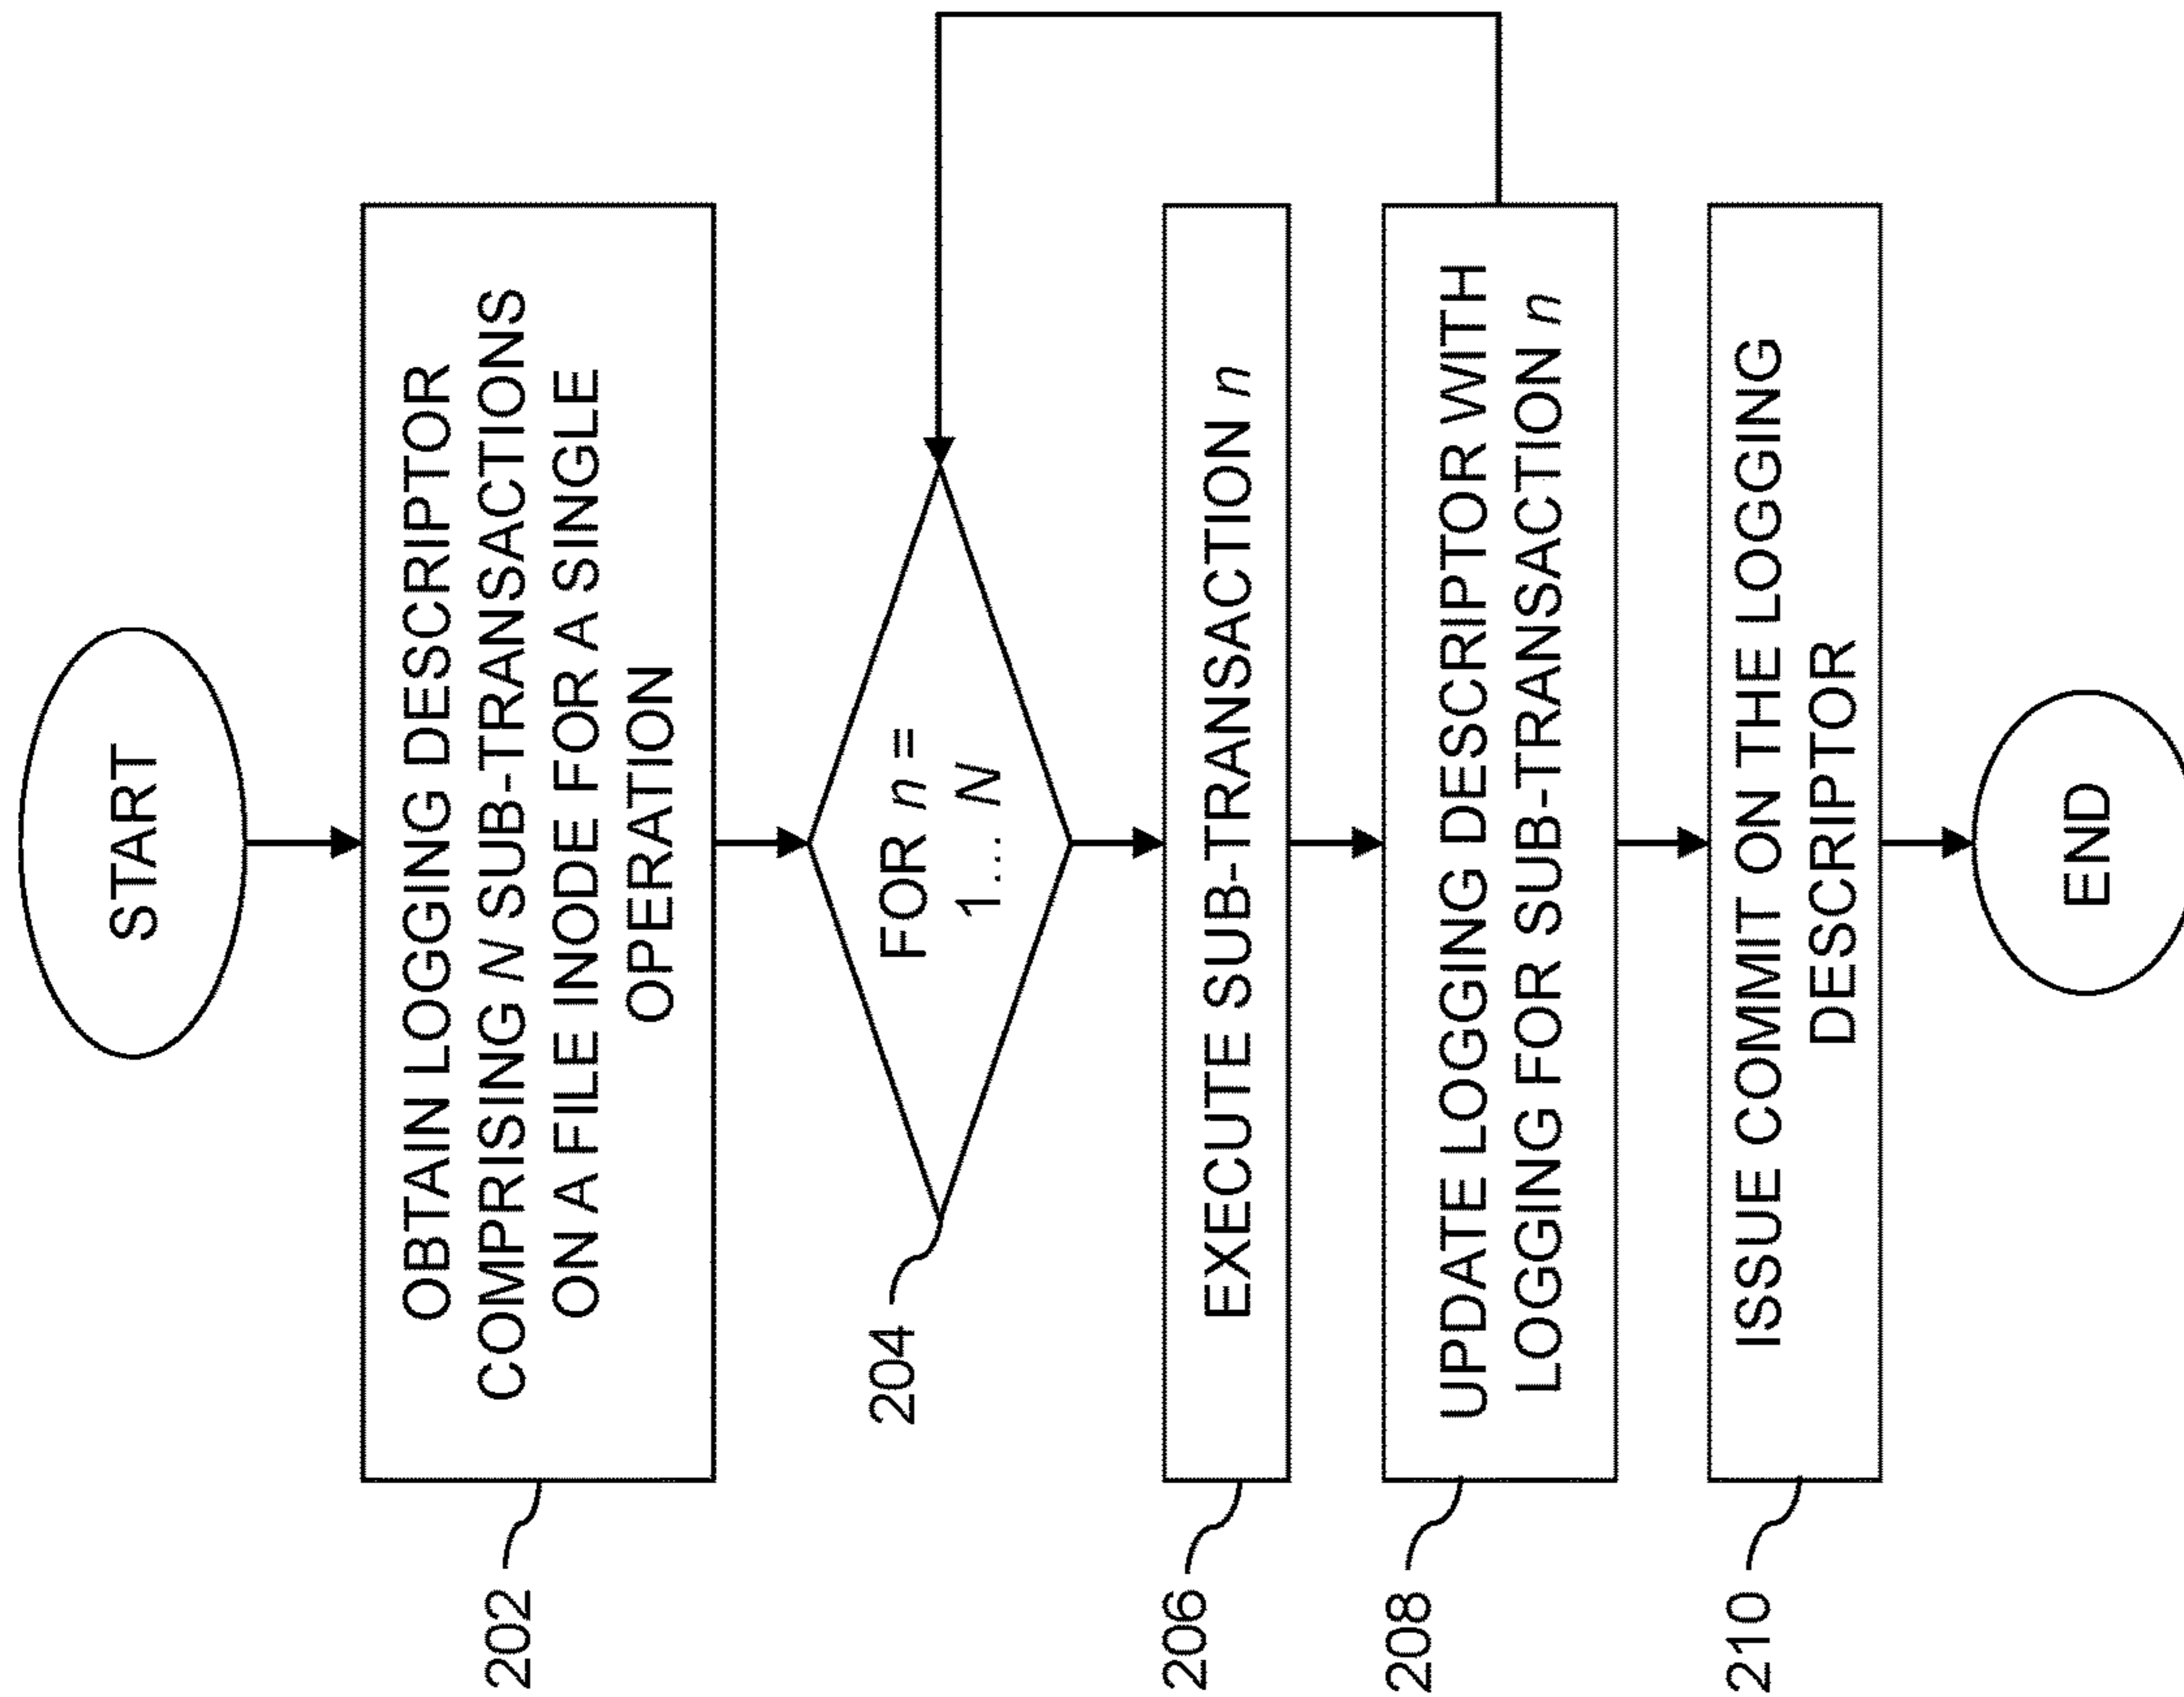 START
202
OBTAIN LOGGING DESCRIPTOR
COMPRISING N SUB-TRANSACTIONS
ON A FILE INODE FOR A SINGLE
OPERATION
204
FOR n =
1... N
206
EXECUTE SUB-TRANSACTION n
208
UPDATE LOGGING DESCRIPTOR WITH
LOGGING FOR SUB-TRANSACTION n
210
ISSUE COMMIT ON THE LOGGING
DESCRIPTOR
END